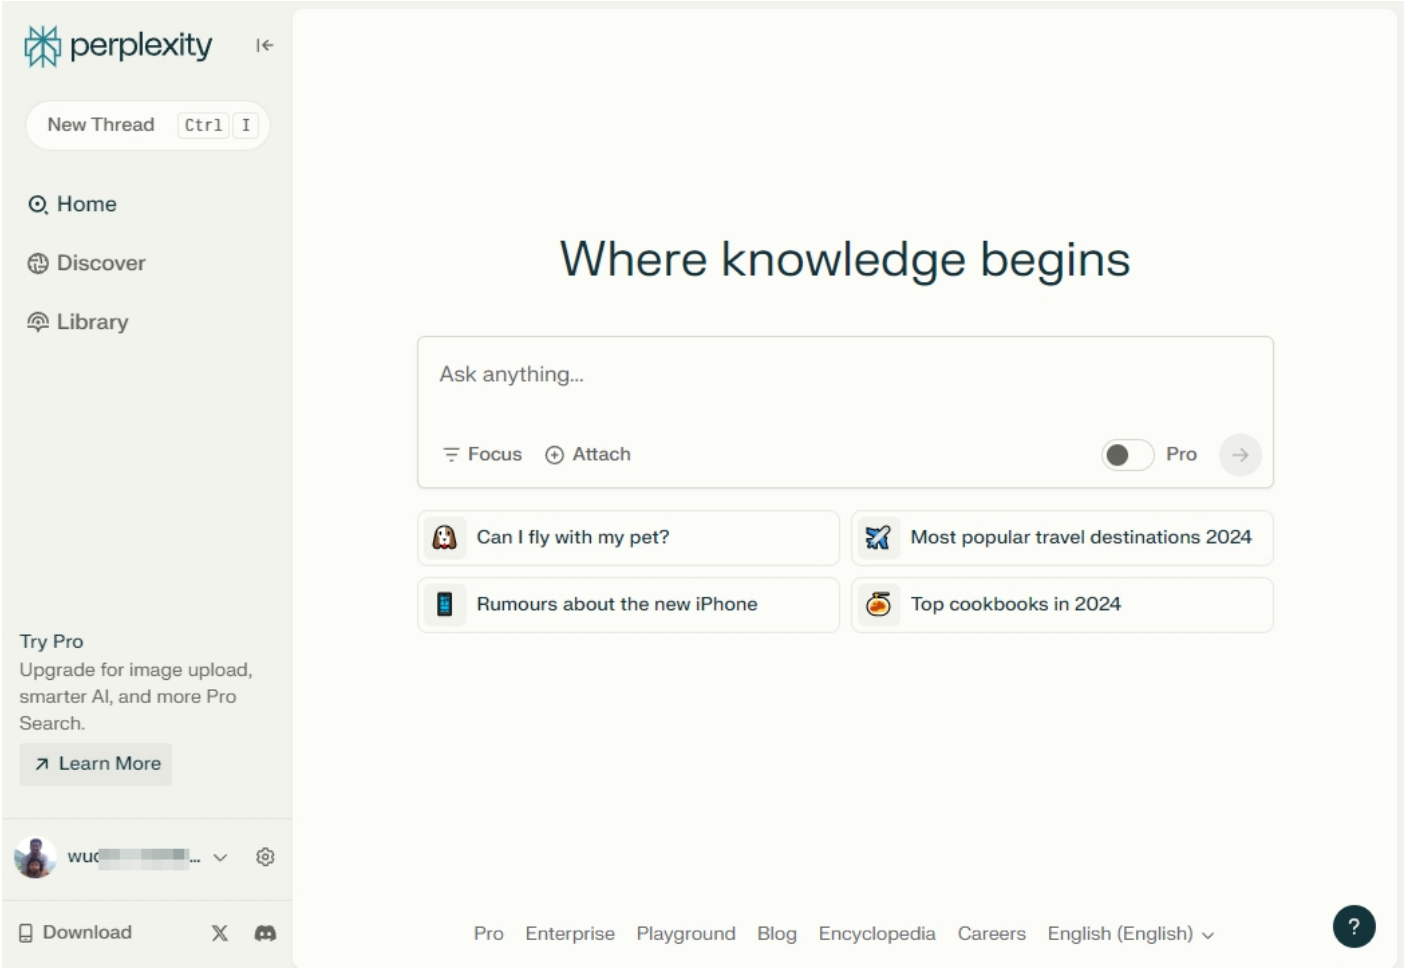 perplexity
New Thread Ctrl I
Home
Discover
Library
Where knowledge begins
Ask anything...
Focus Attach Pro
Can I fly with my pet?
Most popular travel destinations 2024
Rumours about the new iPhone
Top cookbooks in 2024
Try Pro
Upgrade for image upload,
smarter AI, and more Pro
Search.
Learn More
Download
Pro Enterprise Playground Blog Encyclopedia Careers English (English)
?